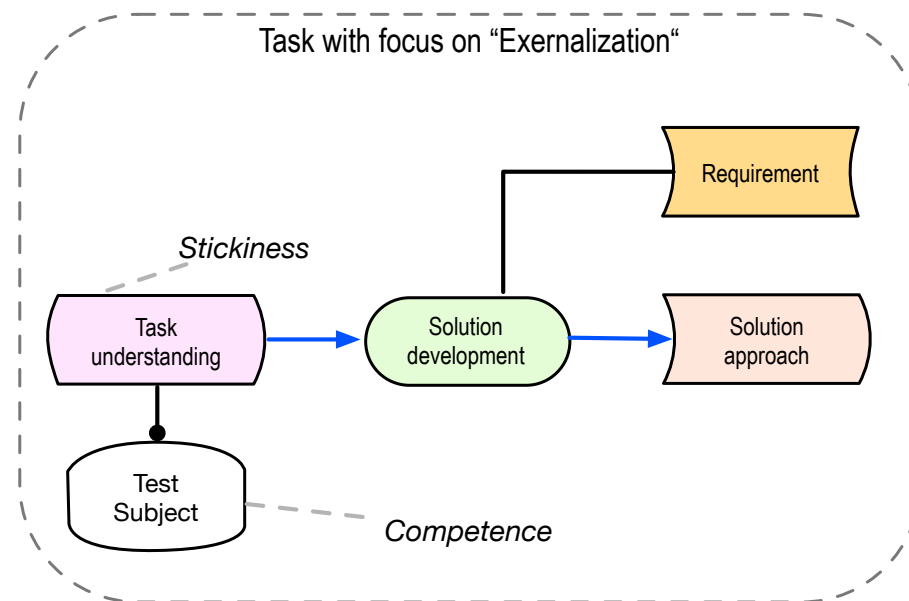 Task with focus on “Exernalization“
Requirement
Stickiness
Task
understanding
Solution
development
Solution
approach
Test
Subject
Competence